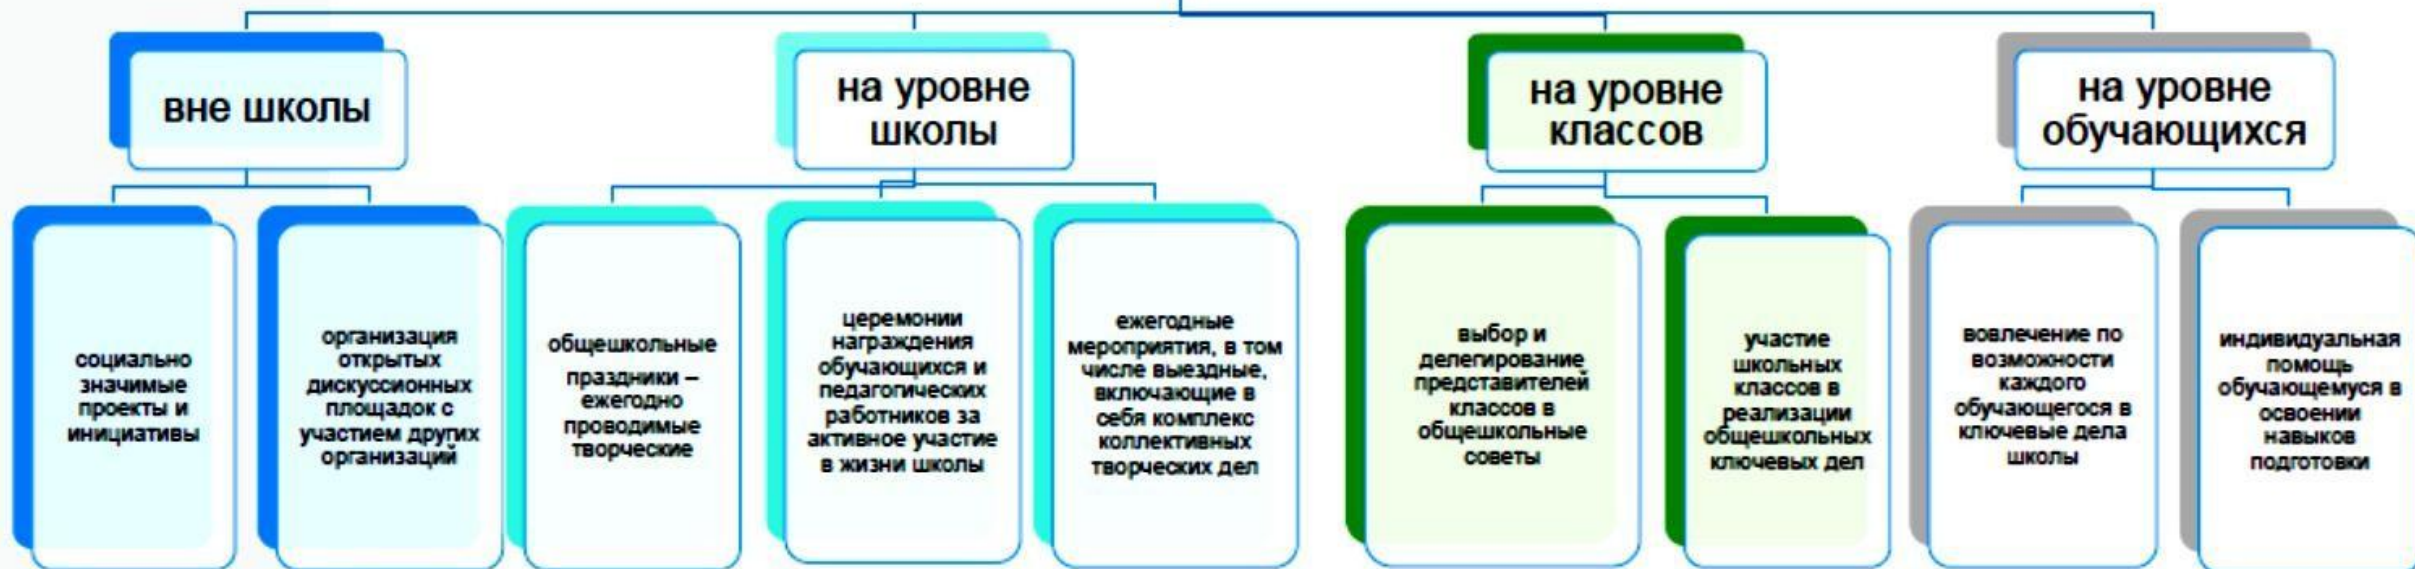 вне школы
на уровне
школы
на уровне
классов
на уровне
обучающихся
социально
значимые
проекты и
инициативы
организация
открытых
дискуссионных
площадок с
участием других
организаций
общешкольные
праздники –
ежегодно
проводимые
творческие
церемонии
награждения
обучающихся и
педагогических
работников за
активное участие
в жизни школы
ежегодные
мероприятия, в том
числе выездные,
включающие в
себя комплекс
коллективных
творческих дел
выбор и
делегирование
представителей
классов в
общешкольные
советы
участие
школьных
классов в
реализации
общешкольных
ключевых дел
вовлечение по
возможности
каждого
обучающегося в
ключевые дела
школы
индивидуальная
помощь
обучающемуся в
освоении
навыков
подготовки